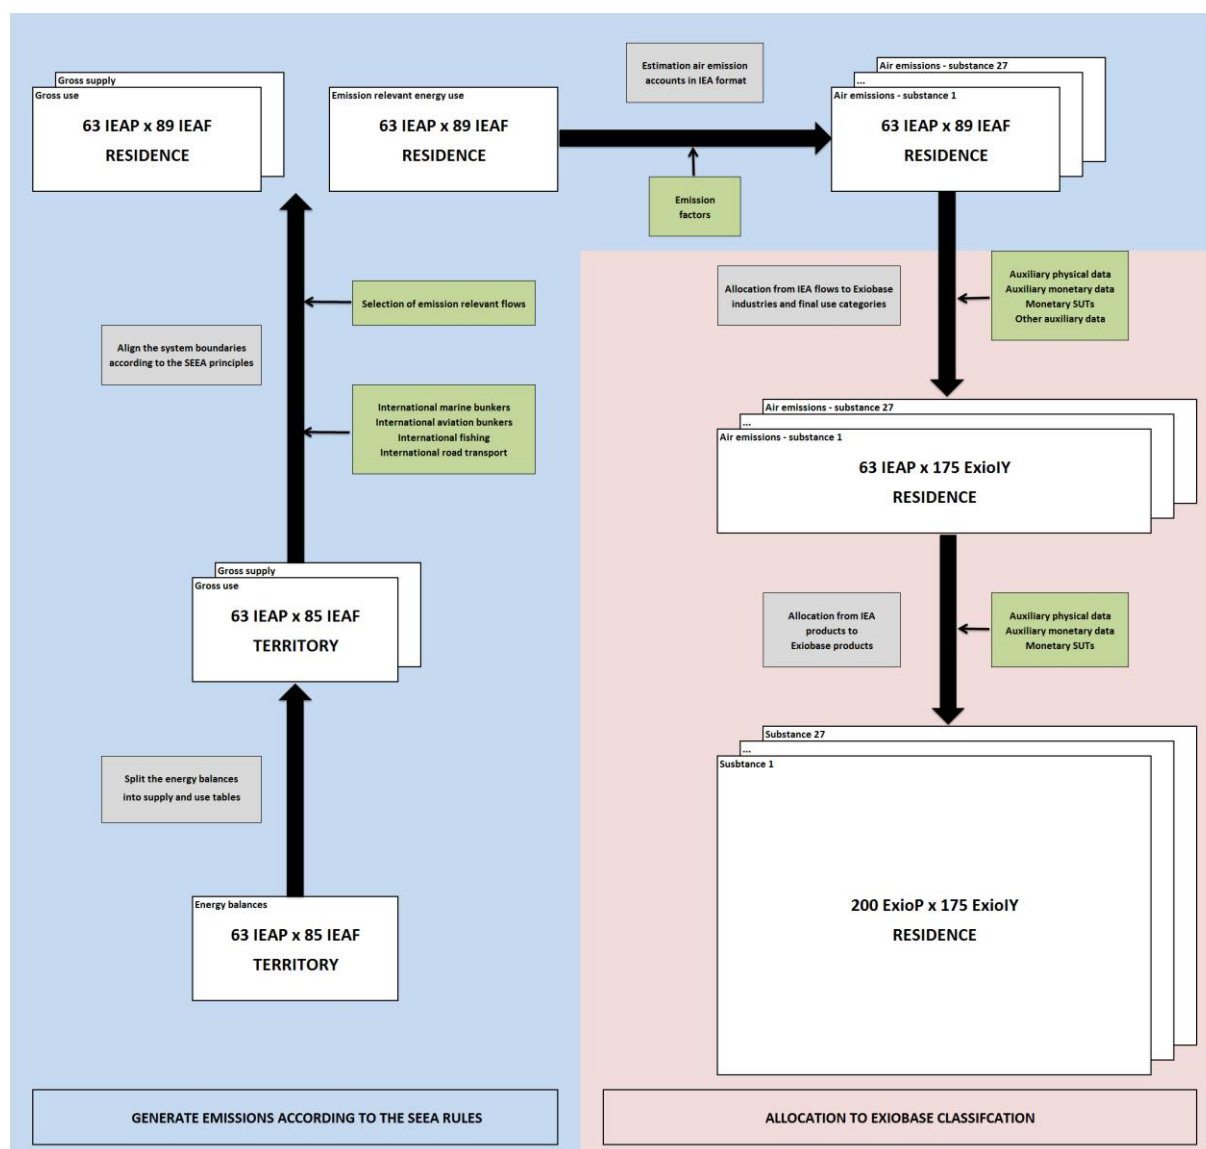 Gross supply
Gross use
63 IEAP x 89 IEAF
RESIDENCE
Emission relevant energy use
63 IEAP x 89 IEAF
RESIDENCE
Estimation air emission
accounts in IEA format
Emission
factors
Air emissions - substance 27
...
Air emissions - substance 1
63 IEAP x 89 IEAF
RESIDENCE
Selection of emission relevant flows
Align the system boundaries
according to the SEEA principles
International marine bunkers
International aviation bunkers
International fishing
International road transport
Gross supply
Gross use
63 IEAP x 85 IEAF
TERRITORY
Split the energy balances
into supply and use tables
Energy balances
63 IEAP x 85 IEAF
TERRITORY
GENERATE EMISSIONS ACCORDING TO THE SEEA RULES
Allocation from IEA flows to Exiobase
industries and final use categories
Auxiliary physical data
Auxiliary monetary data
Monetary SUTs
Other auxiliary data
Air emissions - substance 27
...
Air emissions - substance 1
63 IEAP x 175 ExioIY
RESIDENCE
Allocation from IEA
products to
Exiobase products
Auxiliary physical data
Auxiliary monetary data
Monetary SUTs
Substance 27
...
Susbtance 1
200 ExioP x 175 ExioIY
RESIDENCE
ALLOCATION TO EXIOBASE CLASSIFCATION